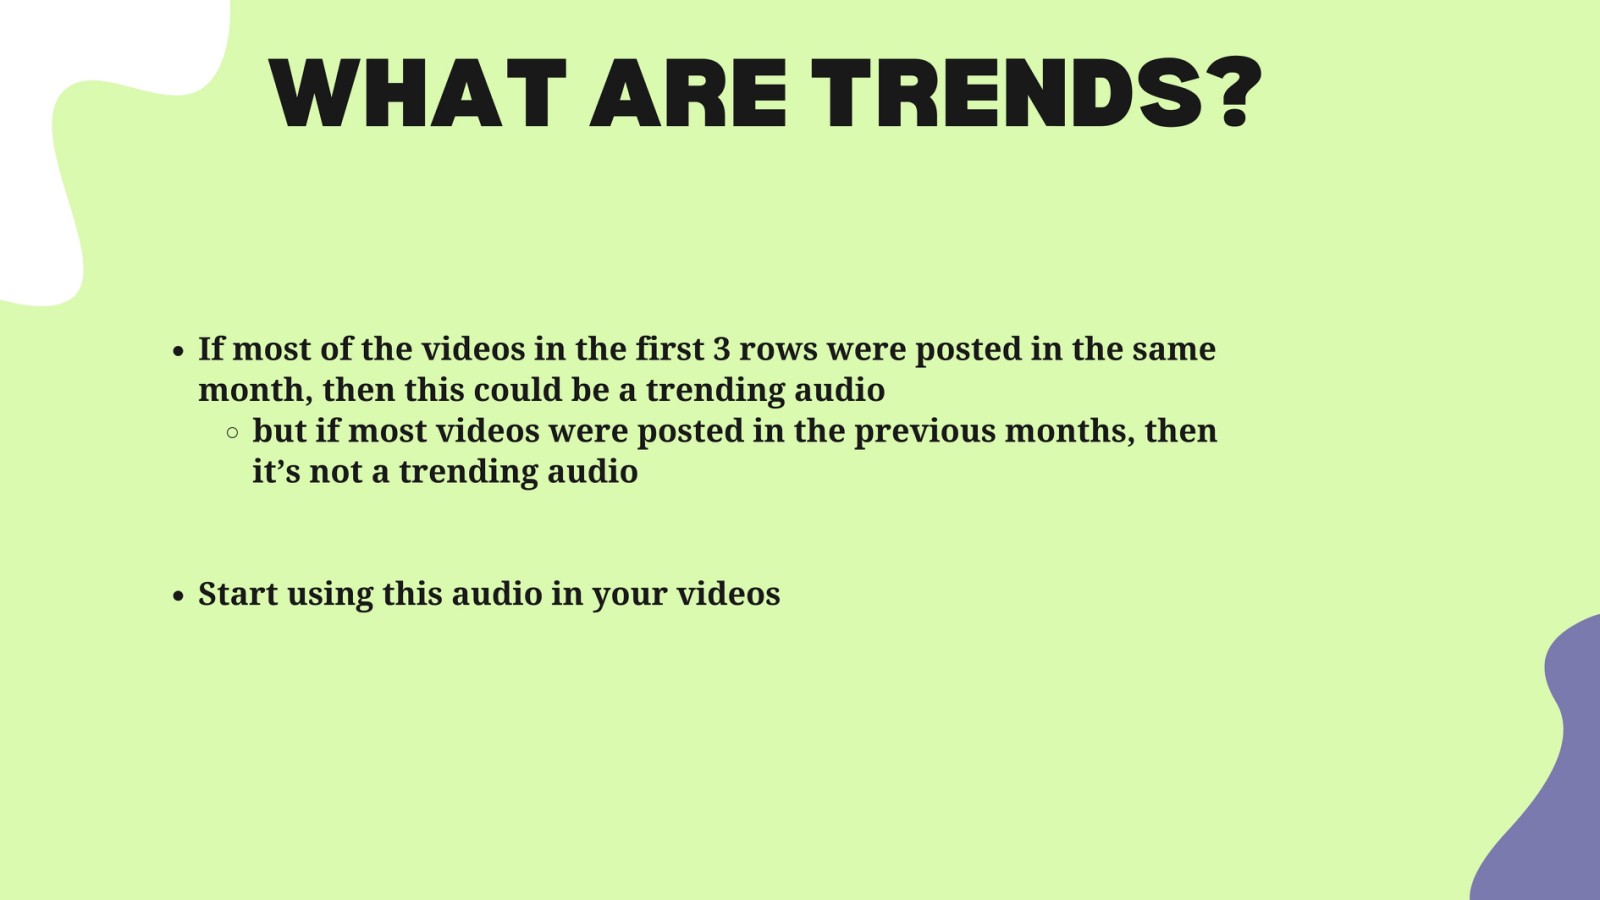 WHAT ARE TRENDS?
• If most of the videos in the first 3 rows were posted in the same
month, then this could be a trending audio
○ but if most videos were posted in the previous months, then
it’s not a trending audio
• Start using this audio in your videos